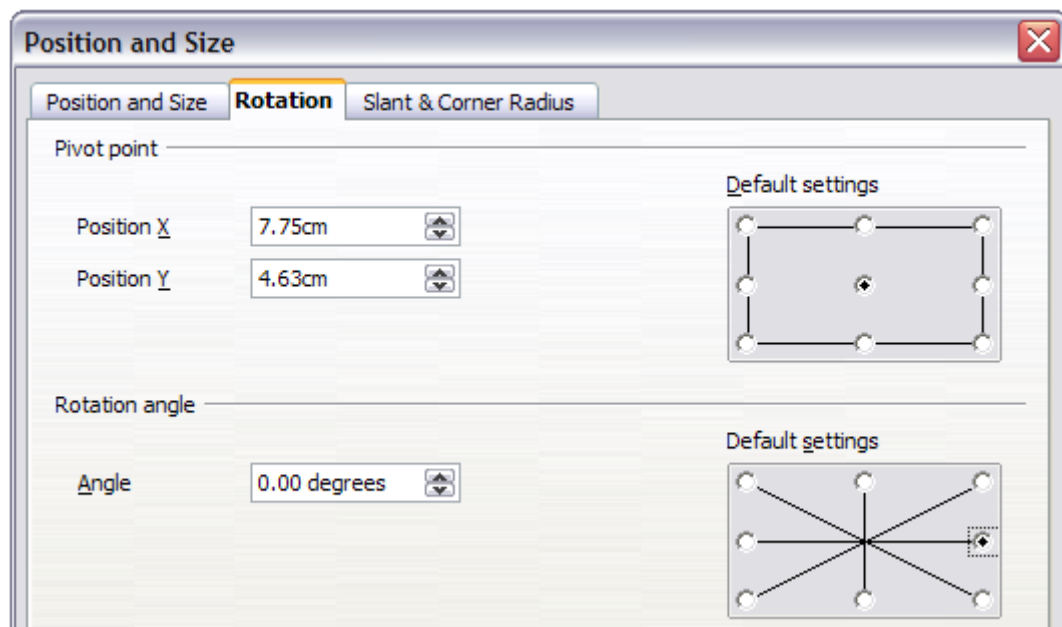 Position and Size
Position and Size Rotation Slant & Corner Radius
Pivot point
Default settings
Position X 7.75cm
Position Y 4.63cm
Rotation angle
Default settings
Angle 0.00 degrees